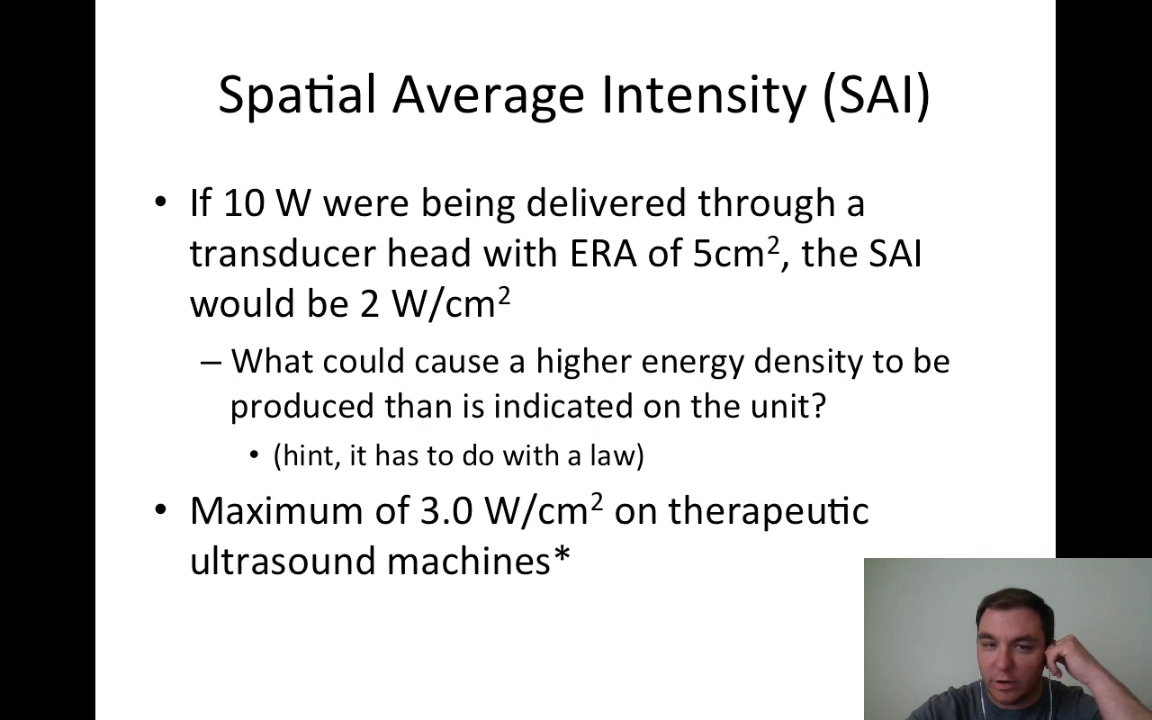 Spatial Average Intensity (SAI)
• If 10 W were being delivered through a
transducer head with ERA of 5cm², the SAI
would be 2 W/cm²
– What could cause a higher energy density to be
produced than is indicated on the unit?
• (hint, it has to do with a law)
• Maximum of 3.0 W/cm² on therapeutic
ultrasound machines*